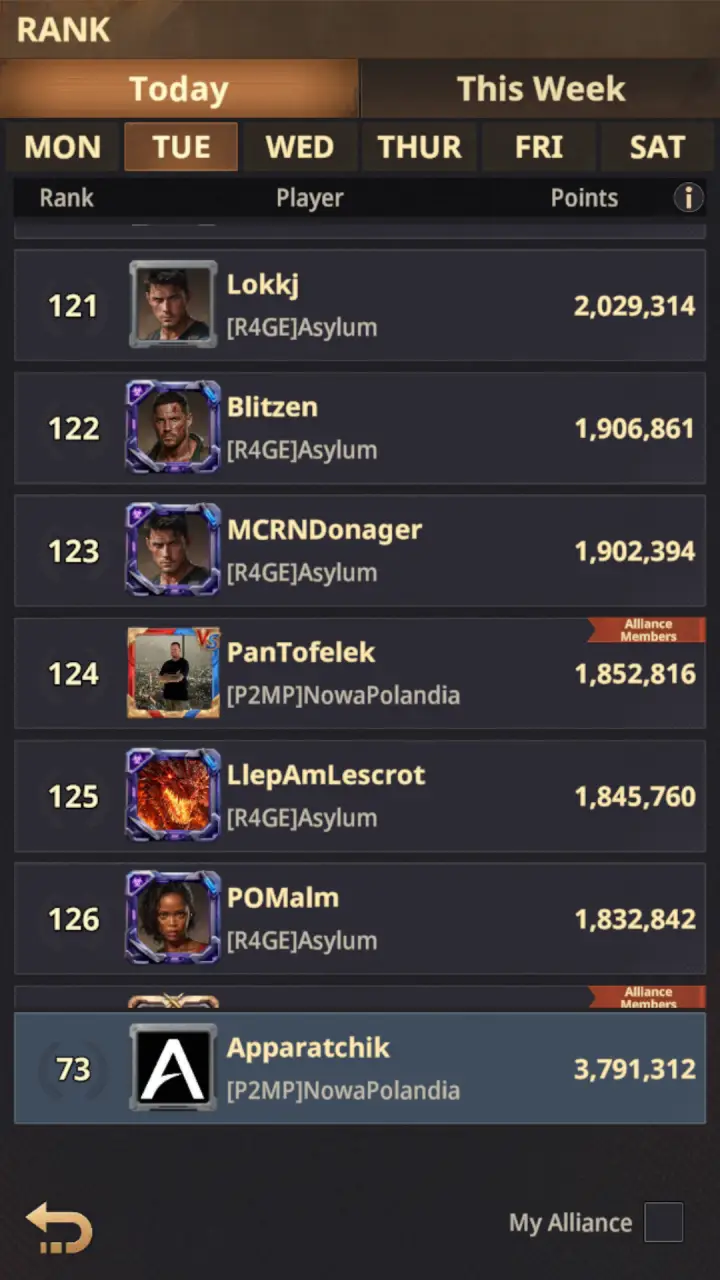 RANK
Today
This Week
MON
TUE
WED
THUR
FRI
SAT
Rank
Player
Points
121
Lokkj
[R4GE]Asylum
2,029,314
122
Blitzen
[R4GE]Asylum
1,906,861
123
MCRNDonager
[R4GE]Asylum
1,902,394
124
VS
PanTofelek
[P2MP]NowaPolandia
Alliance
Members
1,852,816
125
LlepAmLescrot
[R4GE]Asylum
1,845,760
126
POMalm
[R4GE]Asylum
1,832,842
Alliance
Members
73
Apparatchik
[P2MP]NowaPolandia
3,791,312
My Alliance